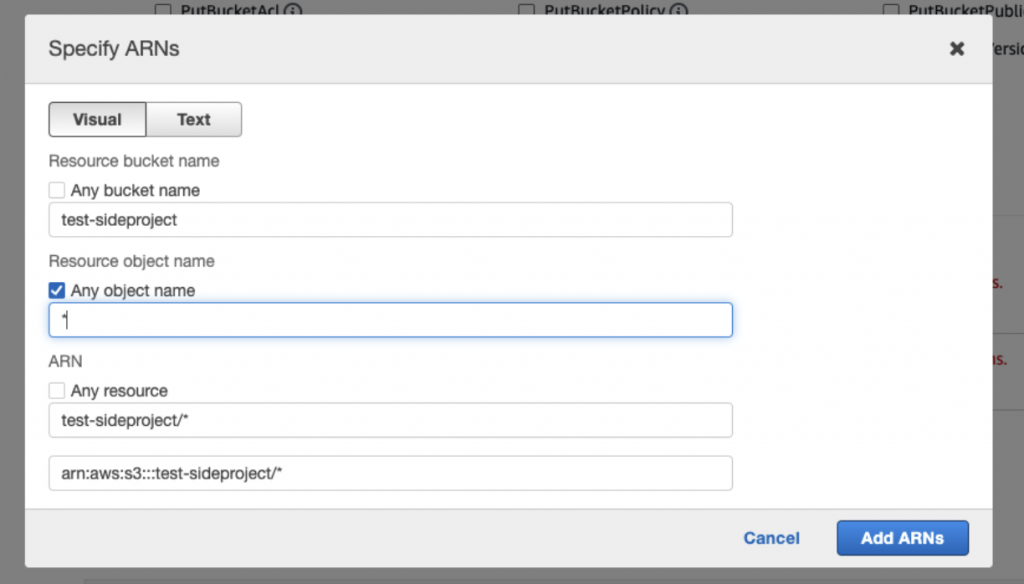 PutBucketAcl
PutBucketPolicy
PutBucketPubli
Specify ARNs
Visual
Text
Resource bucket name
Any bucket name
test-sideproject
Resource object name
Any object name
*
ARN
Any resource
test-sideproject/*
arn:aws:s3:::test-sideproject/*
Cancel
Add ARNs